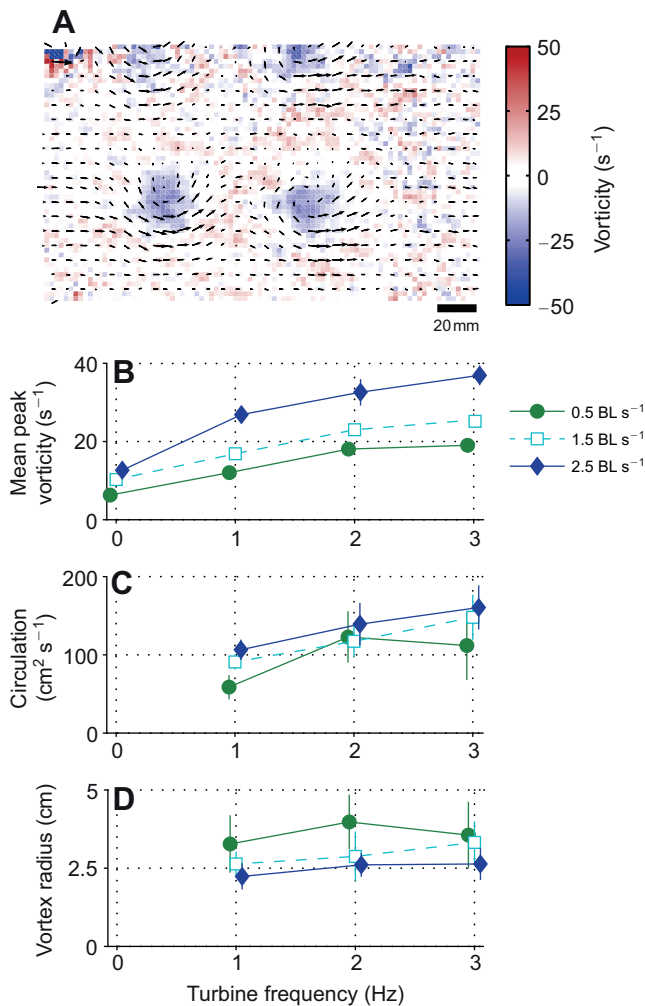 A
50
25
0
−25
−50
Vorticity (s−1)
20 mm
B
40
20
0
Mean peak
vorticity (s−1)
0 1 2 3
0.5 BL s−1
1.5 BL s−1
2.5 BL s−1
C
200
100
0
Circulation
(cm2 s−1)
0 1 2 3
D
5
2.5
0
Vortex radius (cm)
0 1 2 3
Turbine frequency (Hz)